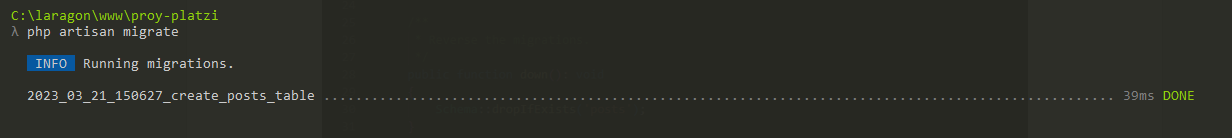 C:\laragon\www\proy-platzi
λ php artisan migrate
INFO Running migrations.
2023_03_21_150627_create_posts_table .................................................................................................... 39ms DONE